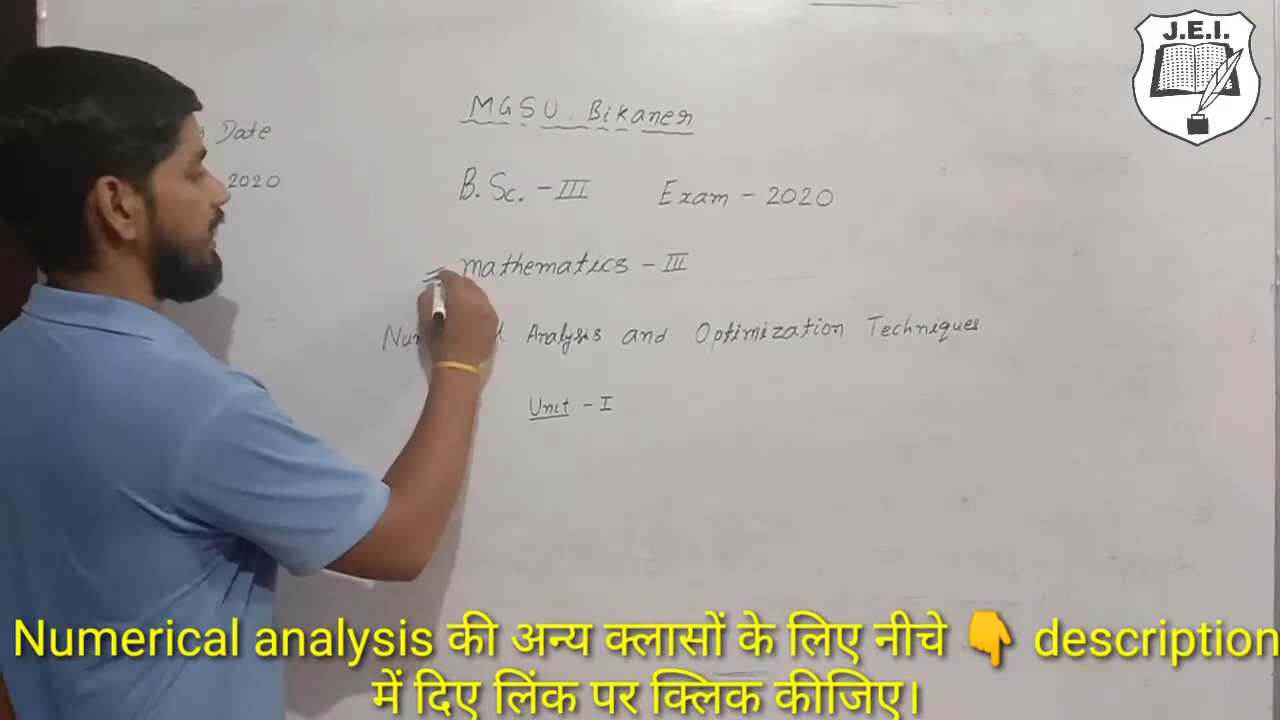 J.E.I.
MGSU. Bikaner
Date
2020
B.Sc. - III Exam - 2020
Mathematics - III
Analysis and Optimization Techniques
Unit - I
Numerical analysis की अन्य क्लासों के लिए नीचे 👇 description
में दिए लिंक पर क्लिक कीजिए।